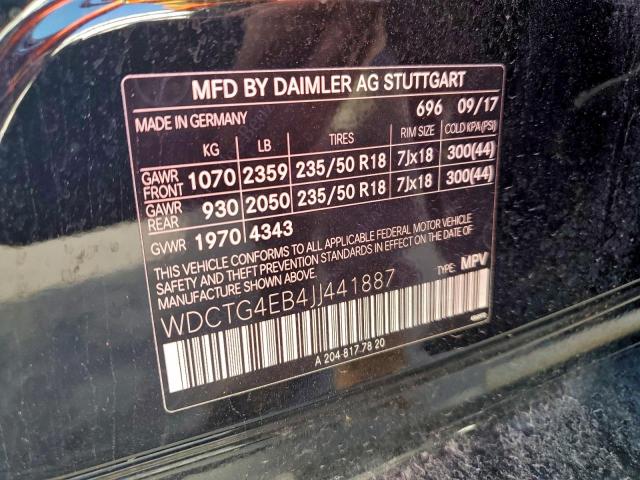 MFD BY DAIMLER AG STUTTGART
MADE IN GERMANY 696 09/17
KG LB TIRES RIM SIZE COLD KPA(PSI)
GAWR FRONT 1070 2359 235/50 R18 7Jx18 300(44)
GAWR REAR 930 2050 235/50 R18 7Jx18 300(44)
GVWR 1970 4343
THIS VEHICLE CONFORMS TO ALL APPLICABLE FEDERAL MOTOR VEHICLE
SAFETY AND THEFT PREVENTION STANDARDS IN EFFECT ON THE DATE OF
MANUFACTURE SHOWN ABOVE.
WDCTG4EB4JJ441887 TYPE: MPV
A 204 817 78 20